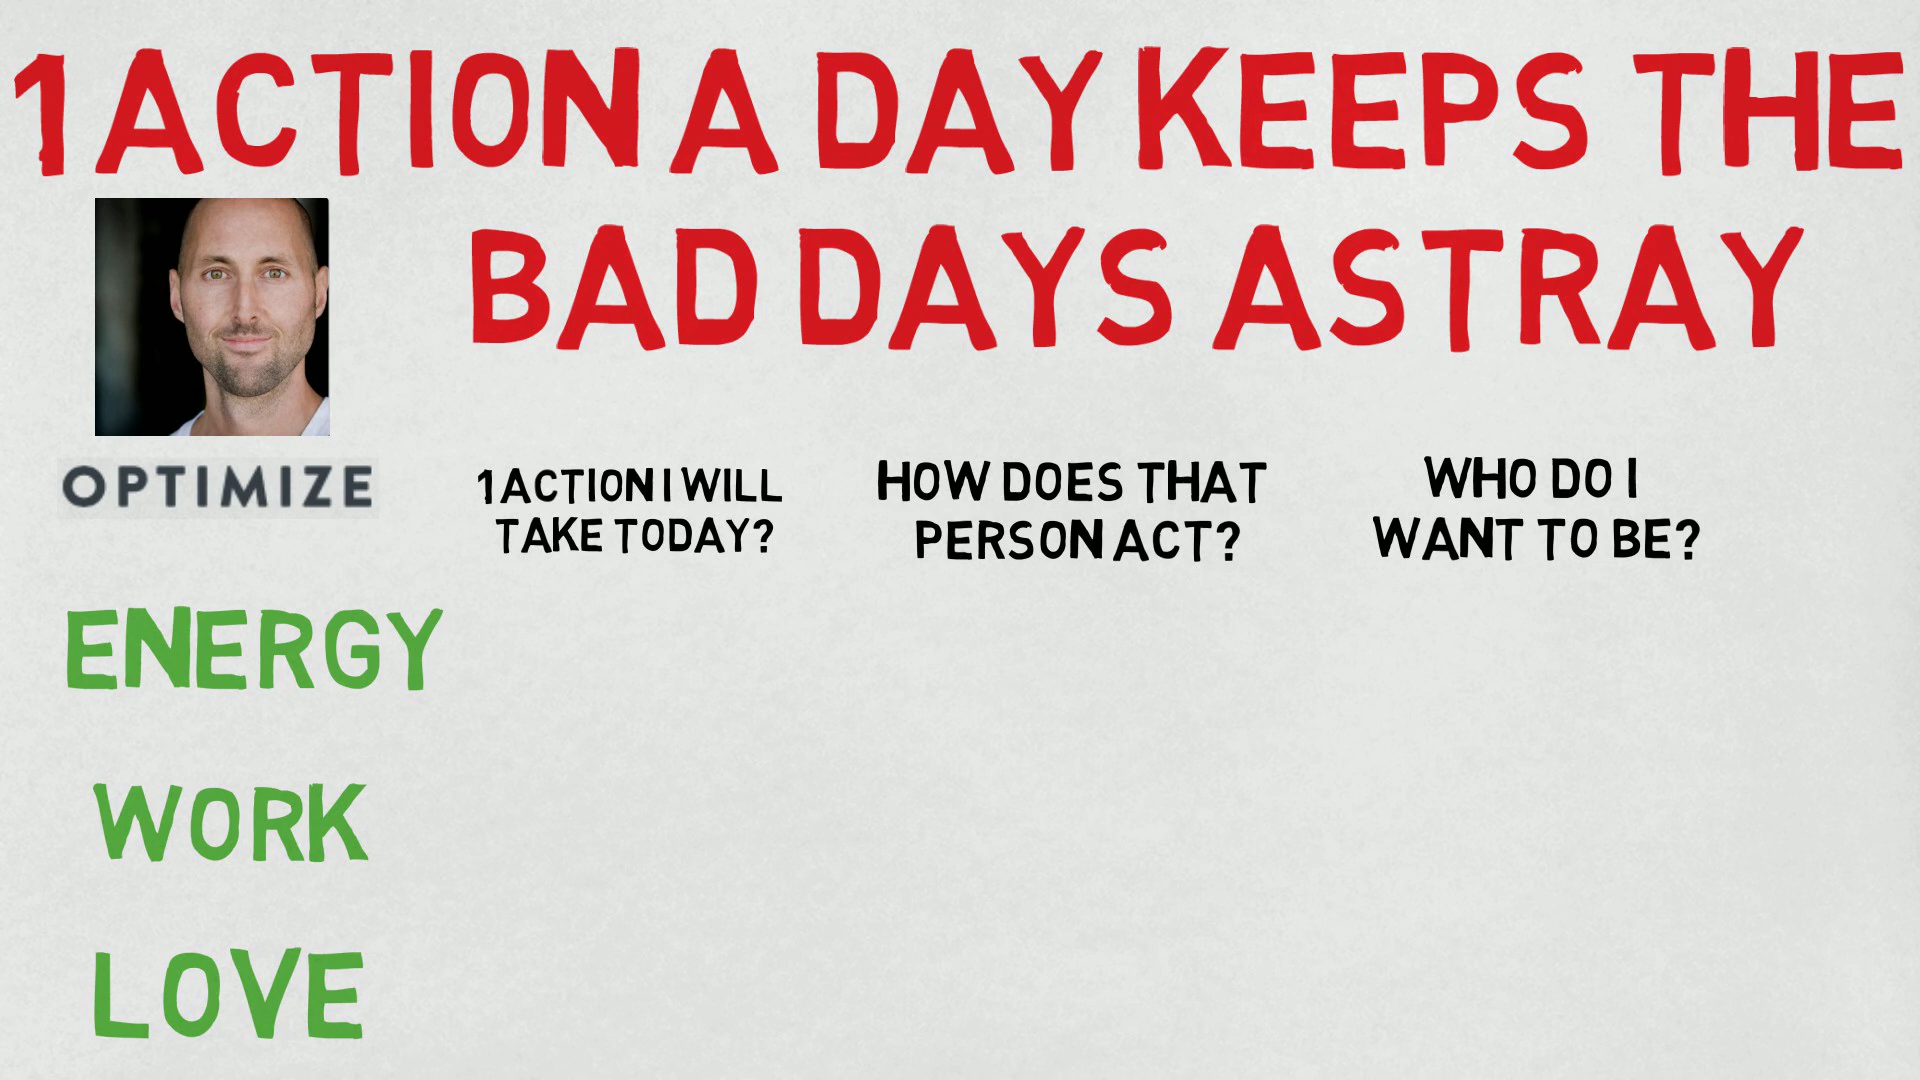 1 ACTION A DAY KEEPS THE
BAD DAYS ASTRAY
OPTIMIZE
1 ACTION I WILL
TAKE TODAY?
HOW DOES THAT
PERSON ACT?
WHO DO I
WANT TO BE?
ENERGY
WORK
LOVE